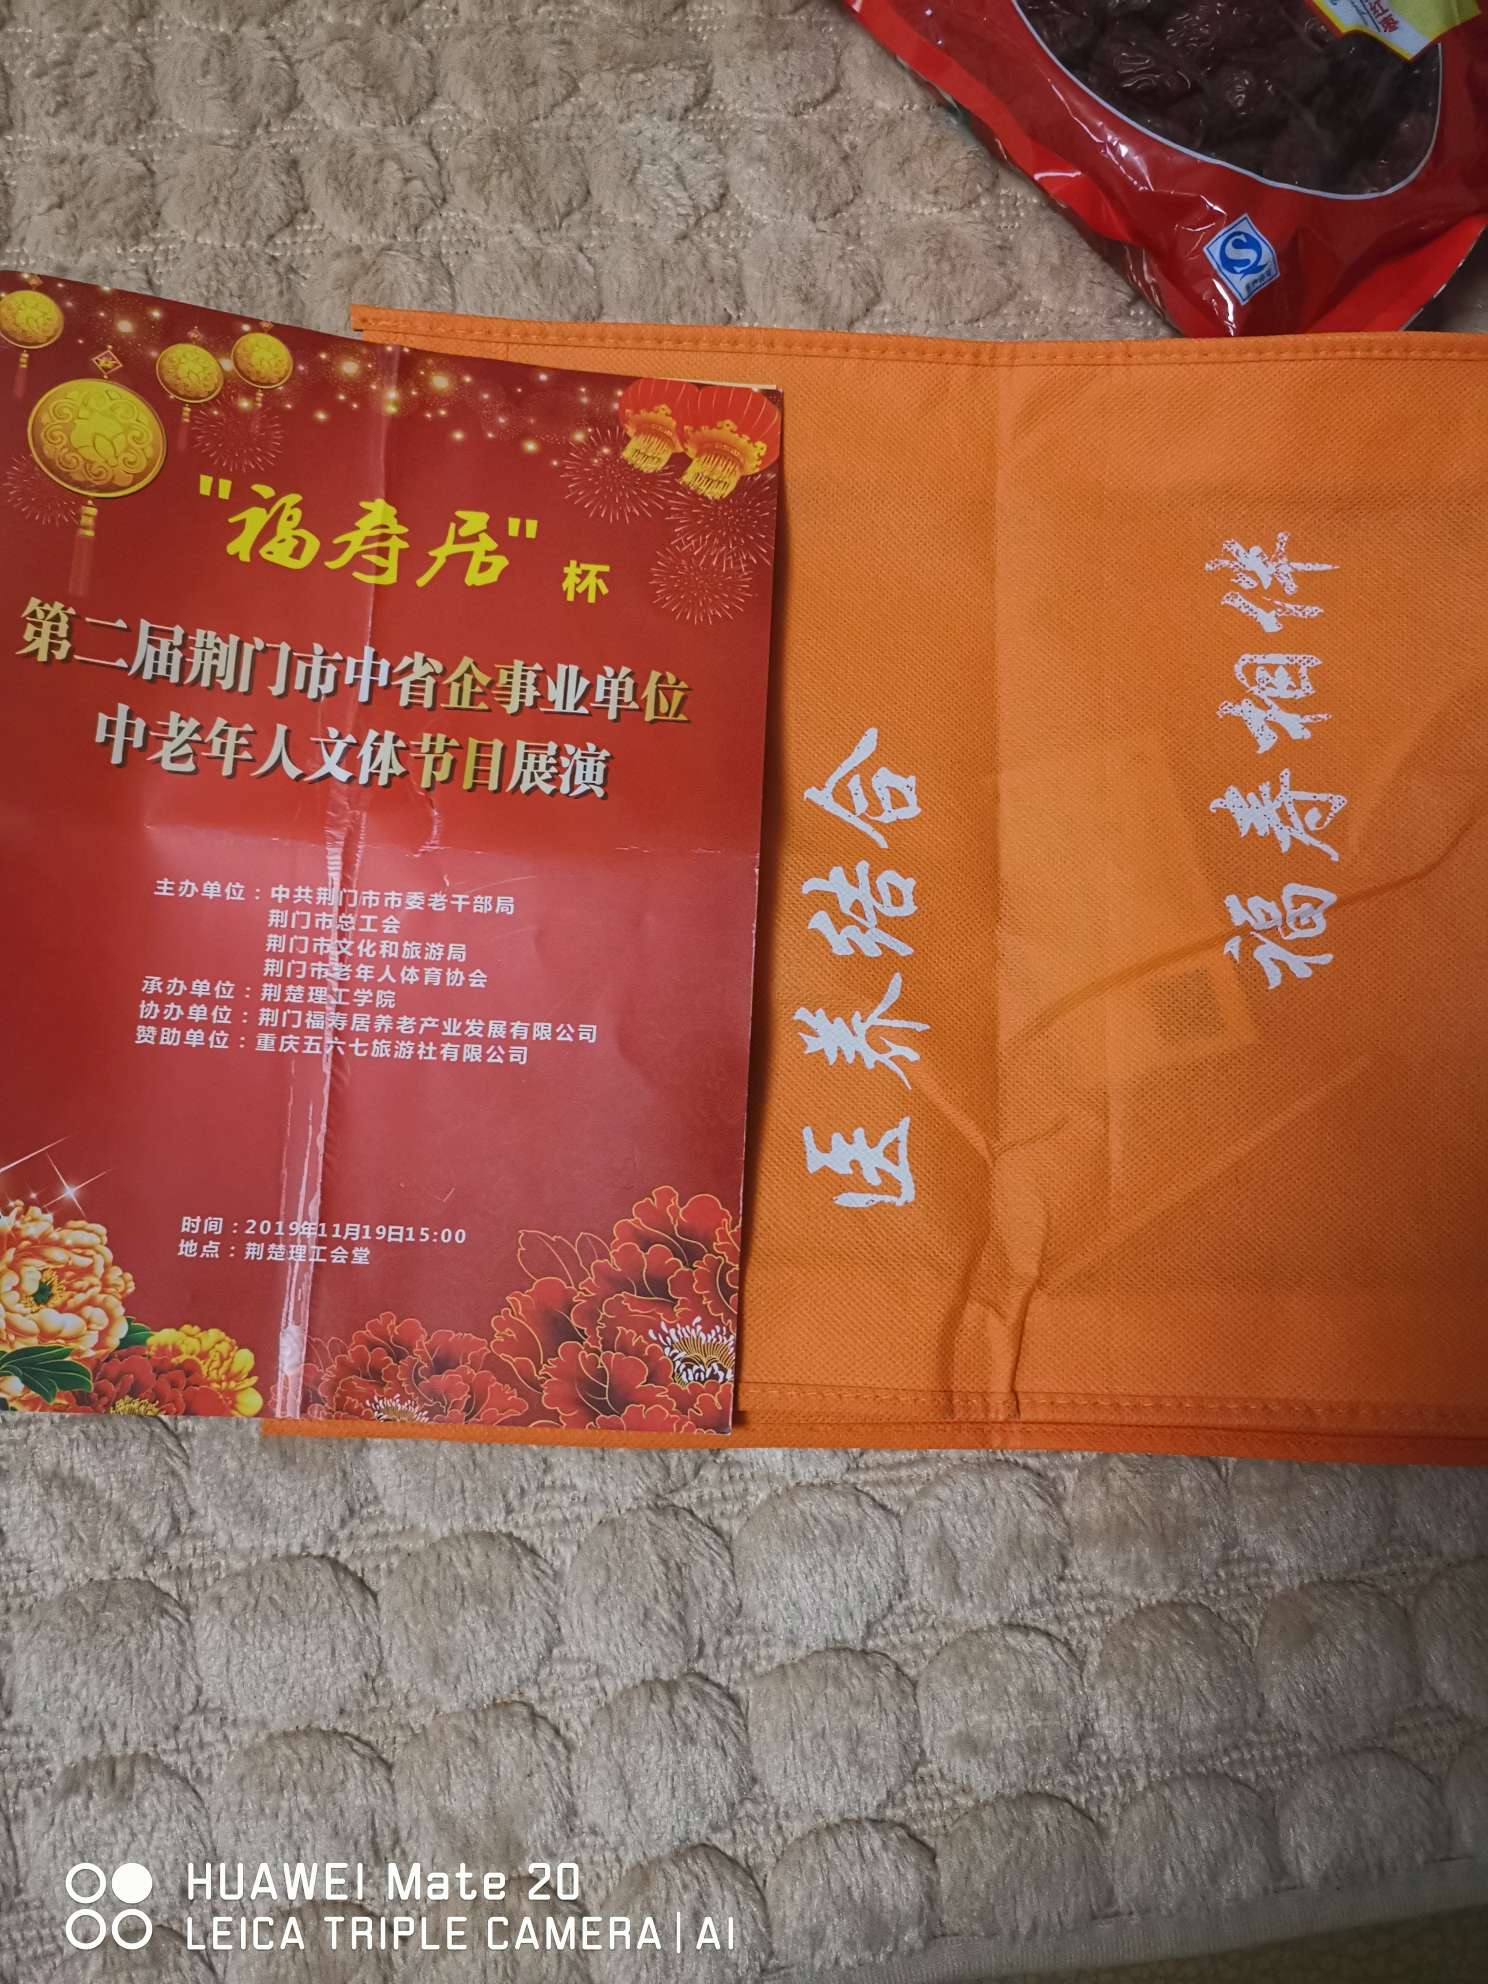 "福寿居"杯
第二届荆门市中省企事业单位
中老年人文体节目展演
主办单位：中共荆门市市委老干部局
荆门市总工会
荆门市文化和旅游局
荆门市老年人体育协会
承办单位：荆楚理工学院
协办单位：荆门福寿居养老产业发展有限公司
赞助单位：重庆五六七旅游社有限公司
时间：2019年11月19日15:00
地点：荆楚理工会堂
医养结合
福寿相伴
HUAWEI Mate 20
LEICA TRIPLE CAMERA | AI